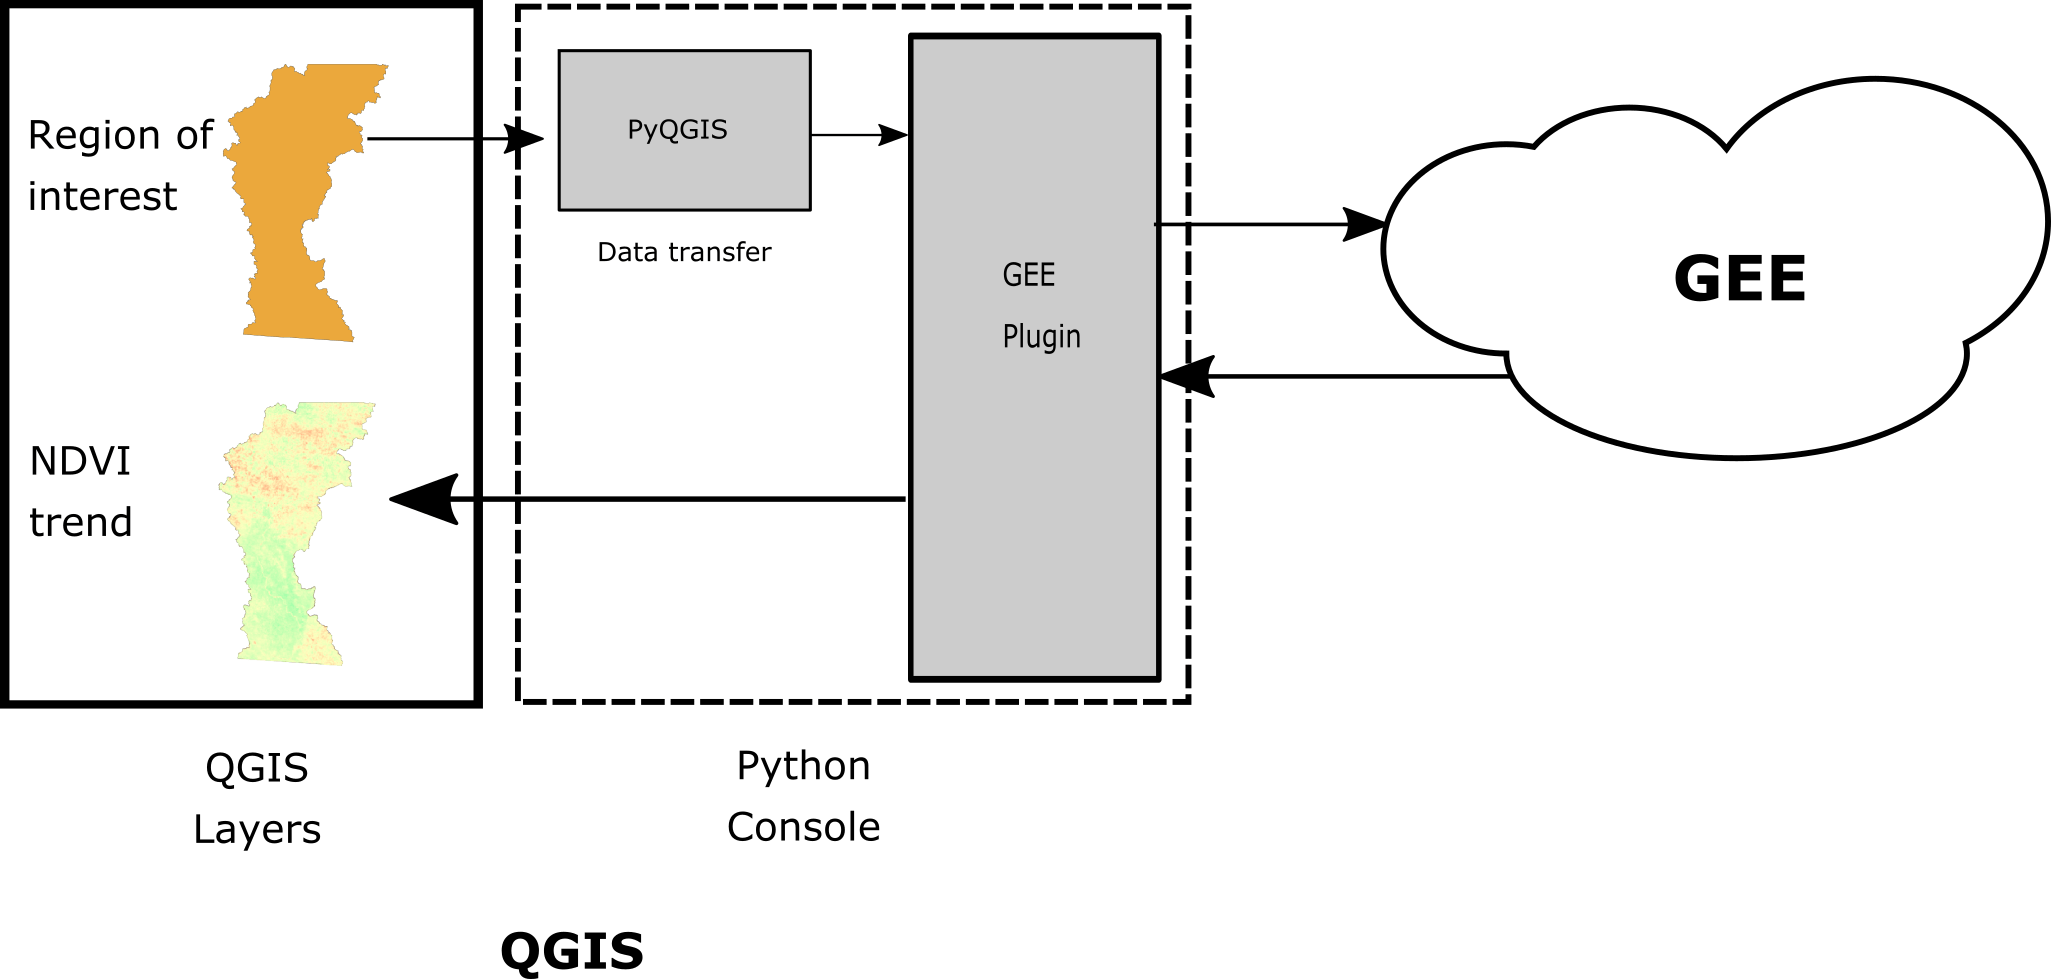 Region of
interest
NDVI
trend
PyQGIS
Data transfer
GEE
Plugin
GEE
QGIS
Layers
Python
Console
QGIS